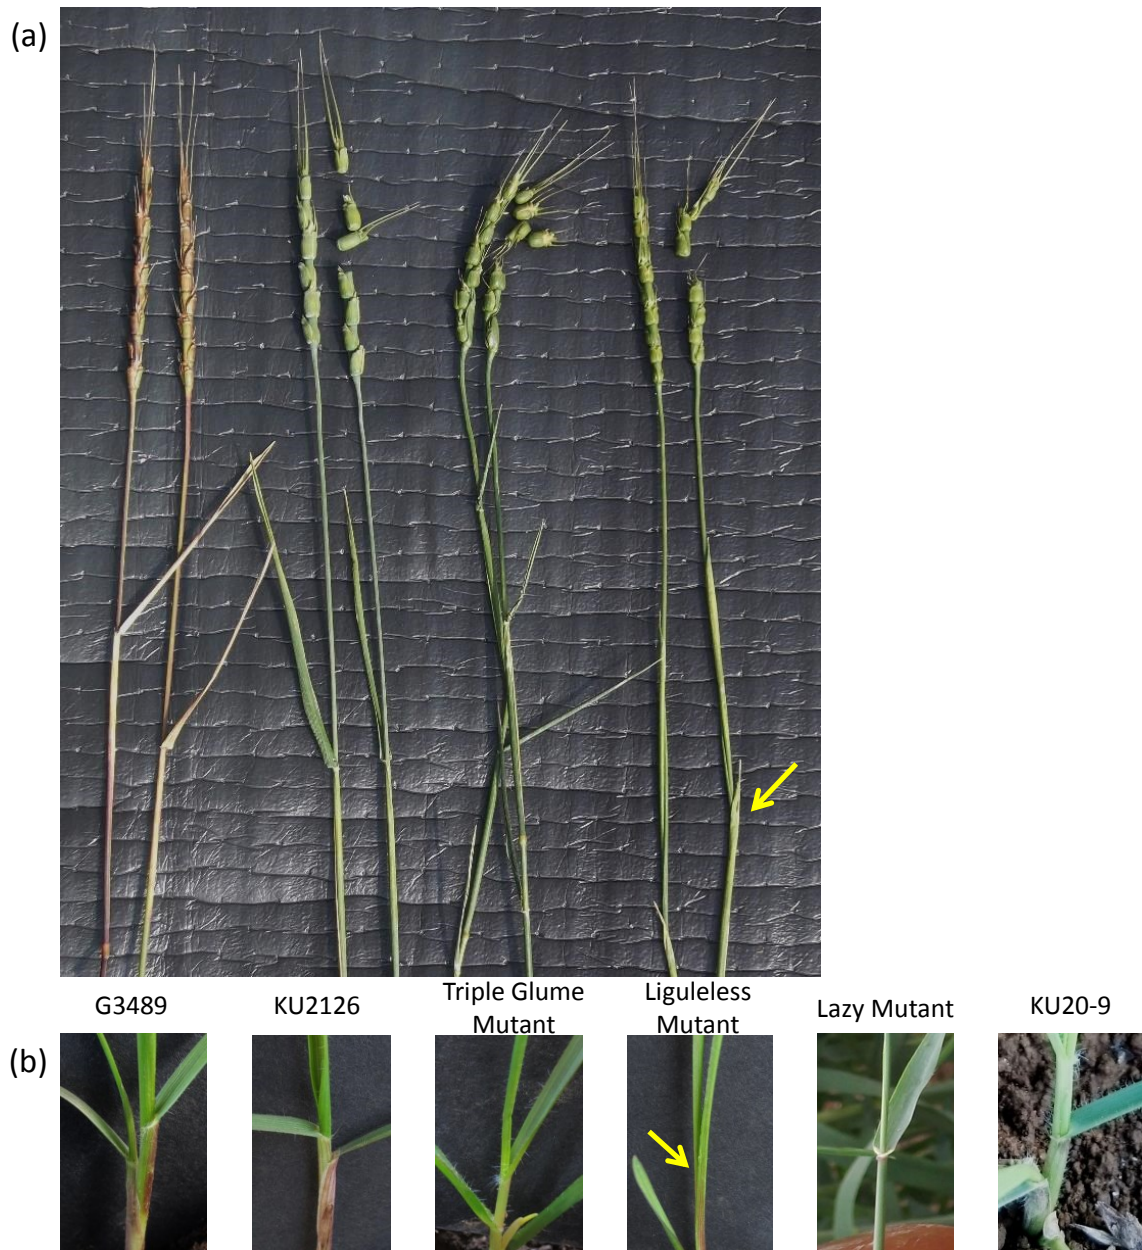 (a)
G3489
KU2126
Triple Glume
Mutant
Liguleless
Mutant
Lazy Mutant
KU20-9
(b)